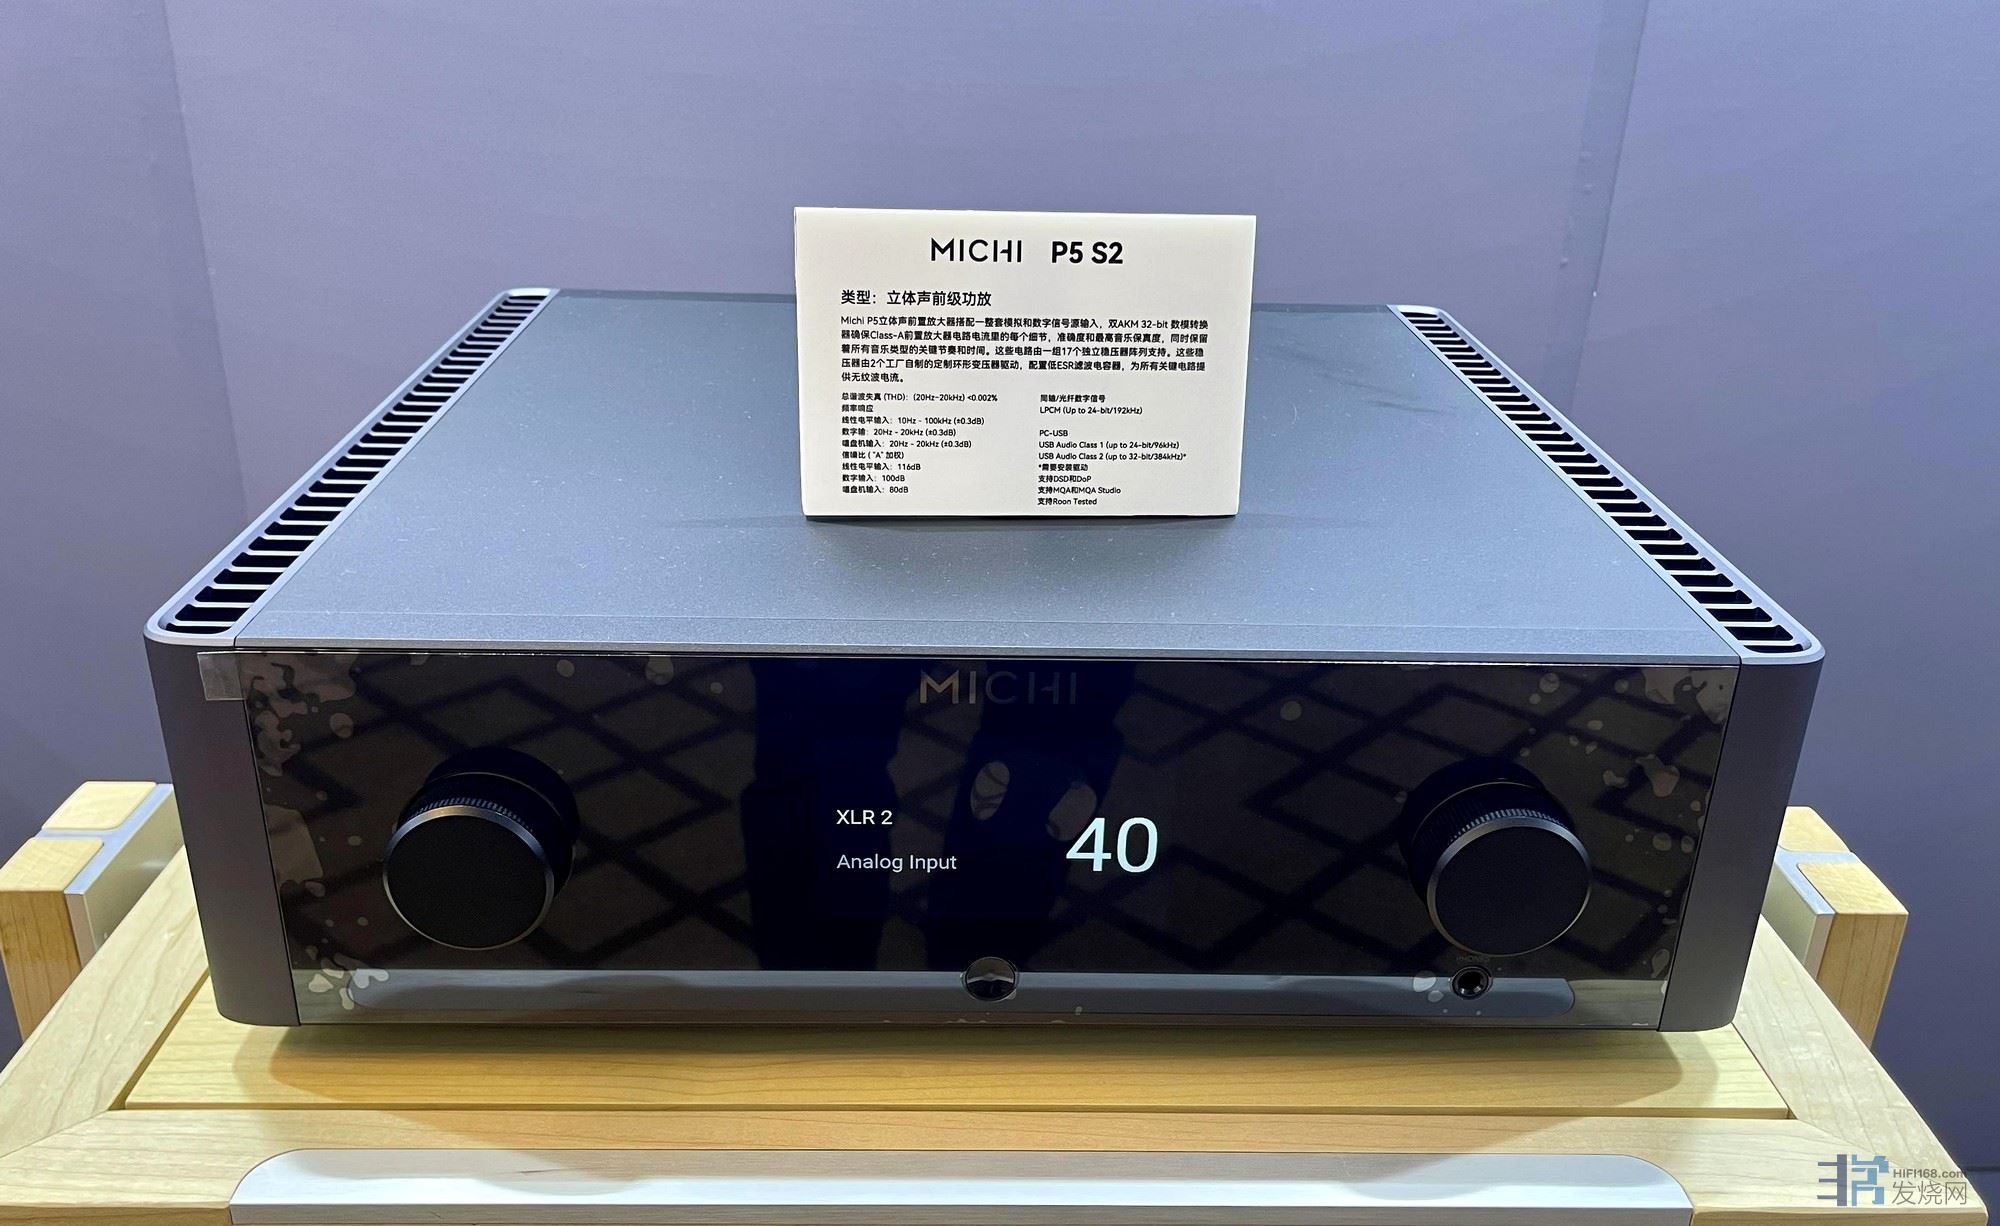 MICHI P5 S2
类型：立体声前级功放
Michi P5立体声前置放大器搭配一整套模拟和数字信号源输入，双AKM 32-bit 数模转换
器确保Class-A前置放大器电路电流里的每个细节，准确度和最高音乐保真度，同时保留
着所有音乐类型的关键节奏和时间。这些电路由一组17个独立稳压器阵列支持。这些稳
压器由2个工厂自制的定制环形变压器驱动，配置低ESR滤波电容器，为所有关键电路提
供无纹波电流。
总谐波失真 (THD)：(20Hz-20kHz) <0.002%
频率响应
线性电平输入：10Hz - 100kHz (±0.3dB)
数字输：20Hz - 20kHz (±0.3dB)
唱盘机输入：20Hz - 20kHz (±0.3dB)
信噪比 ("A" 加权)
线性电平输入：116dB
数字输入：100dB
唱盘机输入：80dB
同轴/光纤数字信号
LPCM (Up to 24-bit/192kHz)
PC-USB
USB Audio Class 1 (up to 24-bit/96kHz)
USB Audio Class 2 (up to 32-bit/384kHz)*
*需要安装驱动
支持DSD和DoP
支持MQA和MQA Studio
支持Roon Tested
MICHI
XLR 2
Analog Input
40
PHONES
HIFI168.com
发烧网